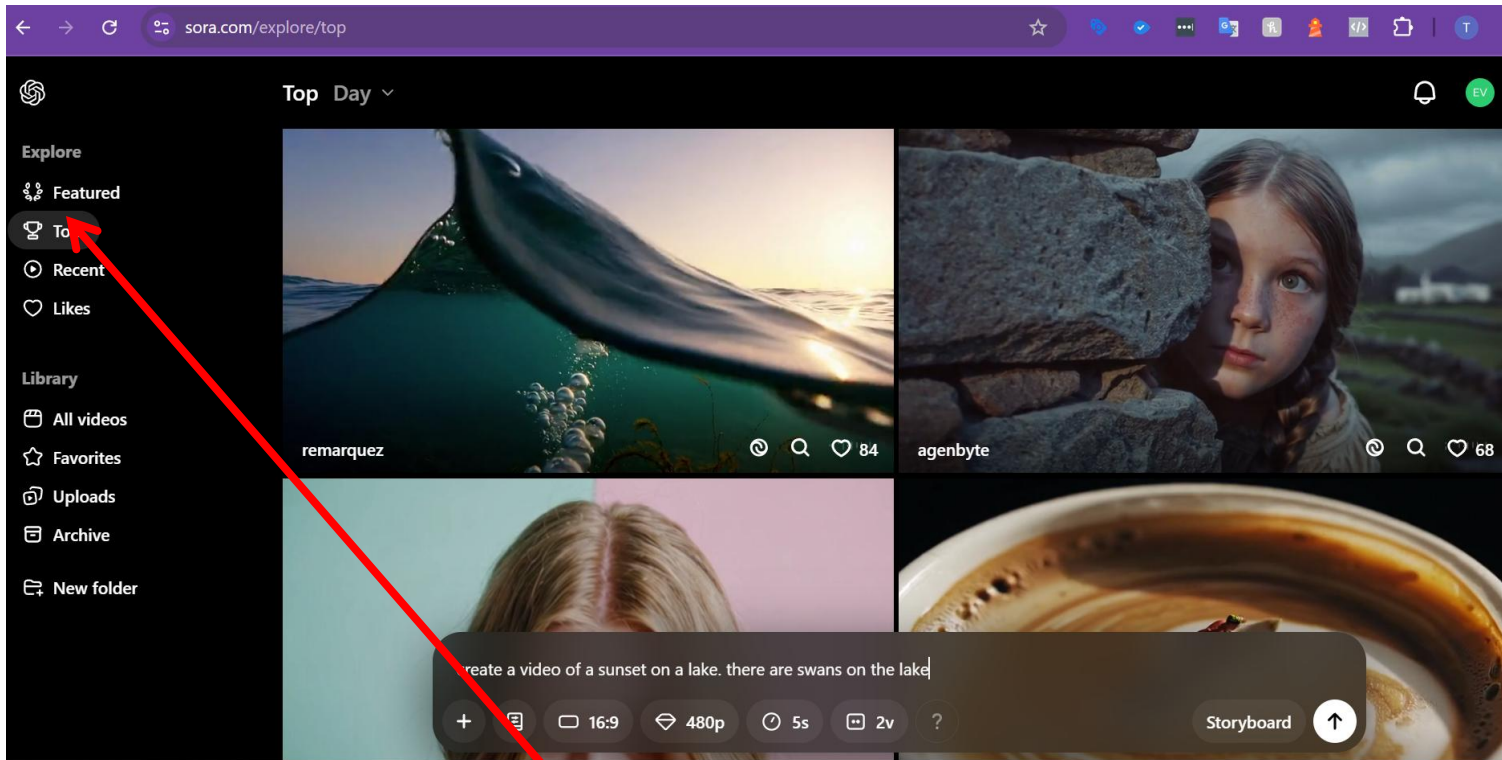 sora.com/explore/top
T
Top Day
EV
Explore
Featured
To
Recent
Likes
Library
All videos
Favorites
Uploads
Archive
New folder
remarquez
84
agenbyte
68
create a video of a sunset on a lake. there are swans on the lake
+ 16:9 480p 5s 2v ?
Storyboard